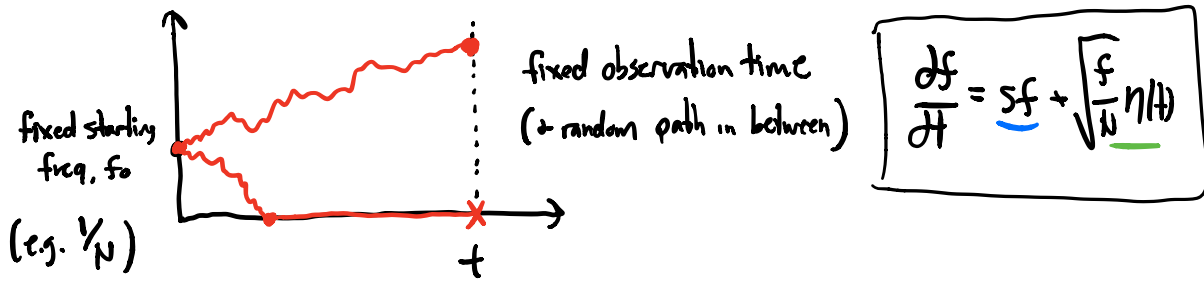 fixed starting
freq, f₀
(e.g. 1/N)
t
fixed observation time
(+ random path in between)
∂f/∂t = sf + √(f/N) η(t)